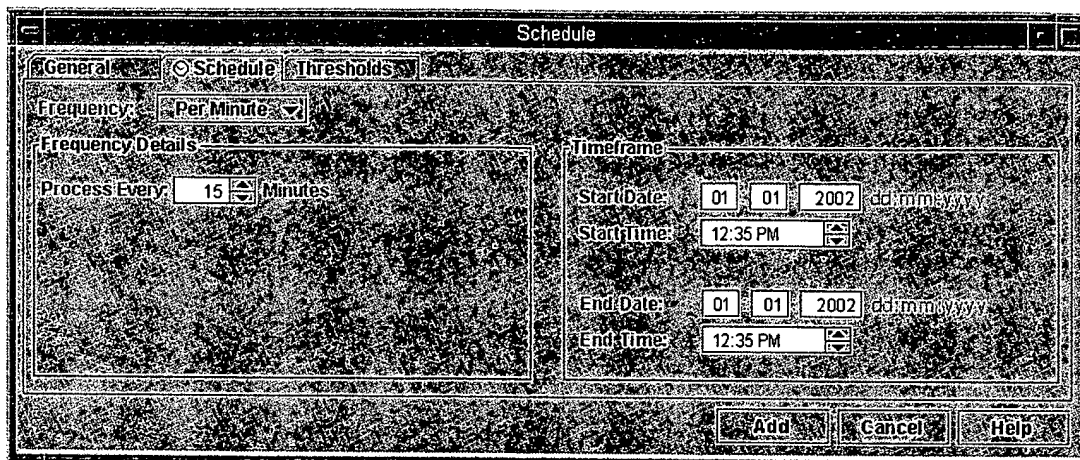 Schedule
General Schedule Thresholds
Frequency: Per Minute
Frequency Details
Process Every: 15 Minutes
Timeframe
Start Date: 01 01 2002 dd:mm:yyyy
Start Time: 12:35 PM
End Date: 01 01 2002 dd:mm:yyyy
End Time: 12:35 PM
Add Cancel Help